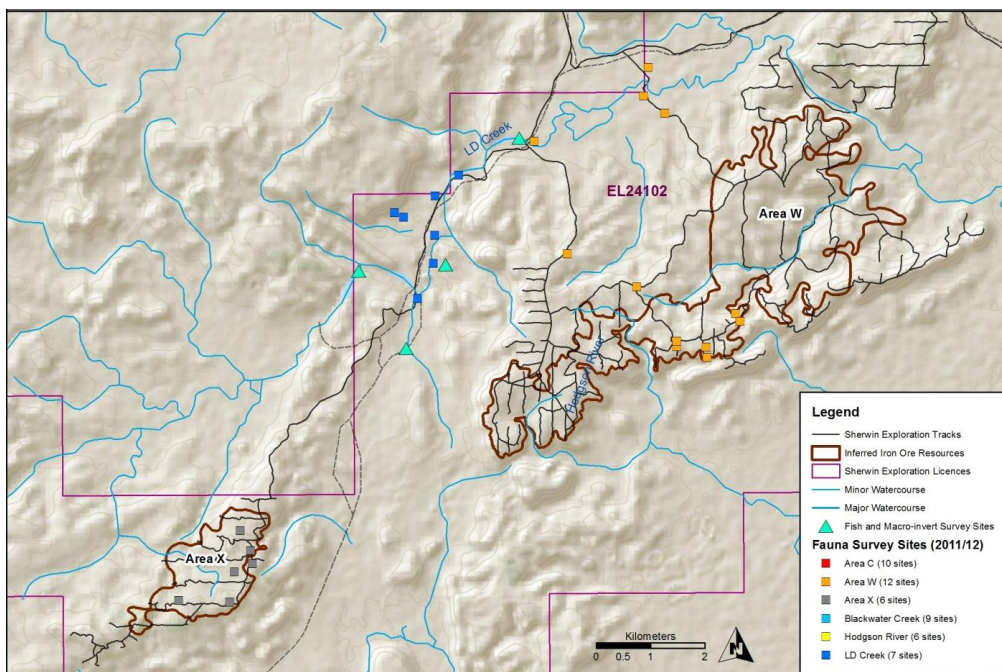 LD Creek
EL24102
Area W
Hodgson River
Area X
Legend
Sherwin Exploration Tracks
Inferred Iron Ore Resources
Sherwin Exploration Licences
Minor Watercourse
Major Watercourse
Fish and Macro-invert Survey Sites
Fauna Survey Sites (2011/12)
Area C (10 sites)
Area W (12 sites)
Area X (6 sites)
Blackwater Creek (9 sites)
Hodgson River (6 sites)
LD Creek (7 sites)
Kilometers
0 0.5 1 2
N